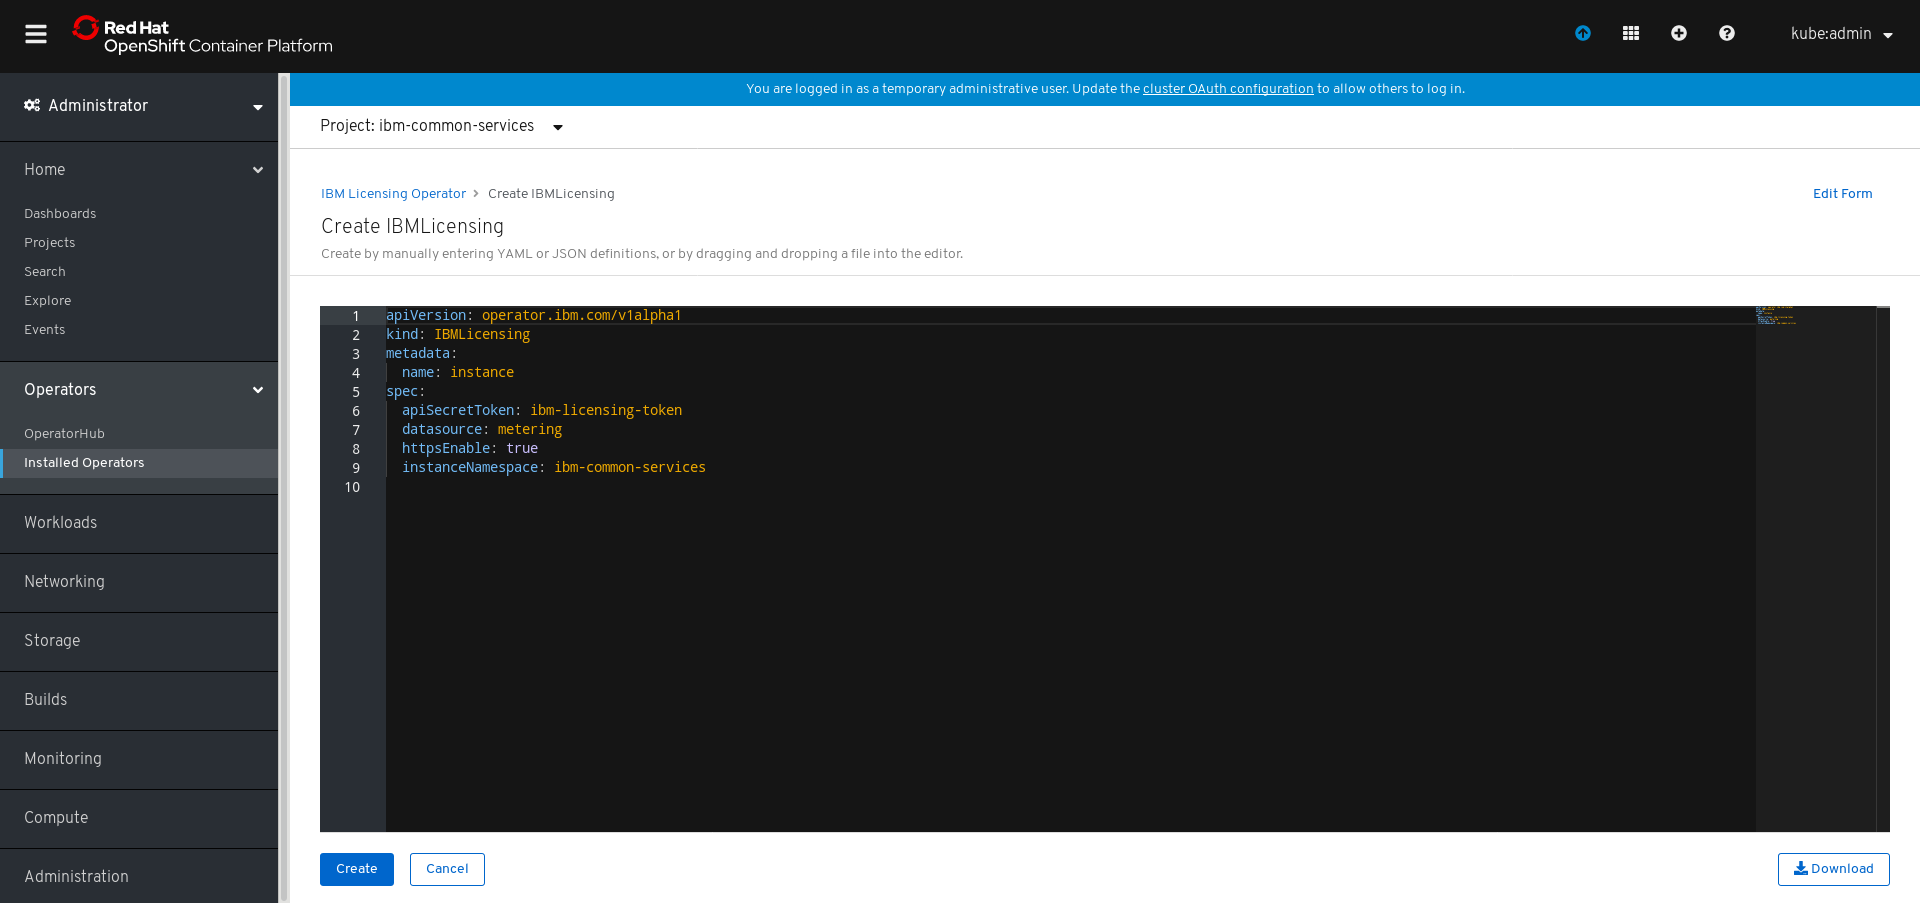 Red Hat
OpenShift Container Platform
kube:admin
Administrator
Home
Dashboards
Projects
Search
Explore
Events
Operators
OperatorHub
Installed Operators
Workloads
Networking
Storage
Builds
Monitoring
Compute
Administration
You are logged in as a temporary administrative user. Update the cluster OAuth configuration to allow others to log in.
Project: ibm-common-services
IBM Licensing Operator > Create IBMLicensing
Edit Form
Create IBMLicensing
Create by manually entering YAML or JSON definitions, or by dragging and dropping a file into the editor.
1 apiVersion: operator.ibm.com/v1alpha1
2 kind: IBMLicensing
3 metadata:
4   name: instance
5 spec:
6   apiSecretToken: ibm-licensing-token
7   datasource: metering
8   httpsEnable: true
9   instanceNamespace: ibm-common-services
10
Create
Cancel
Download